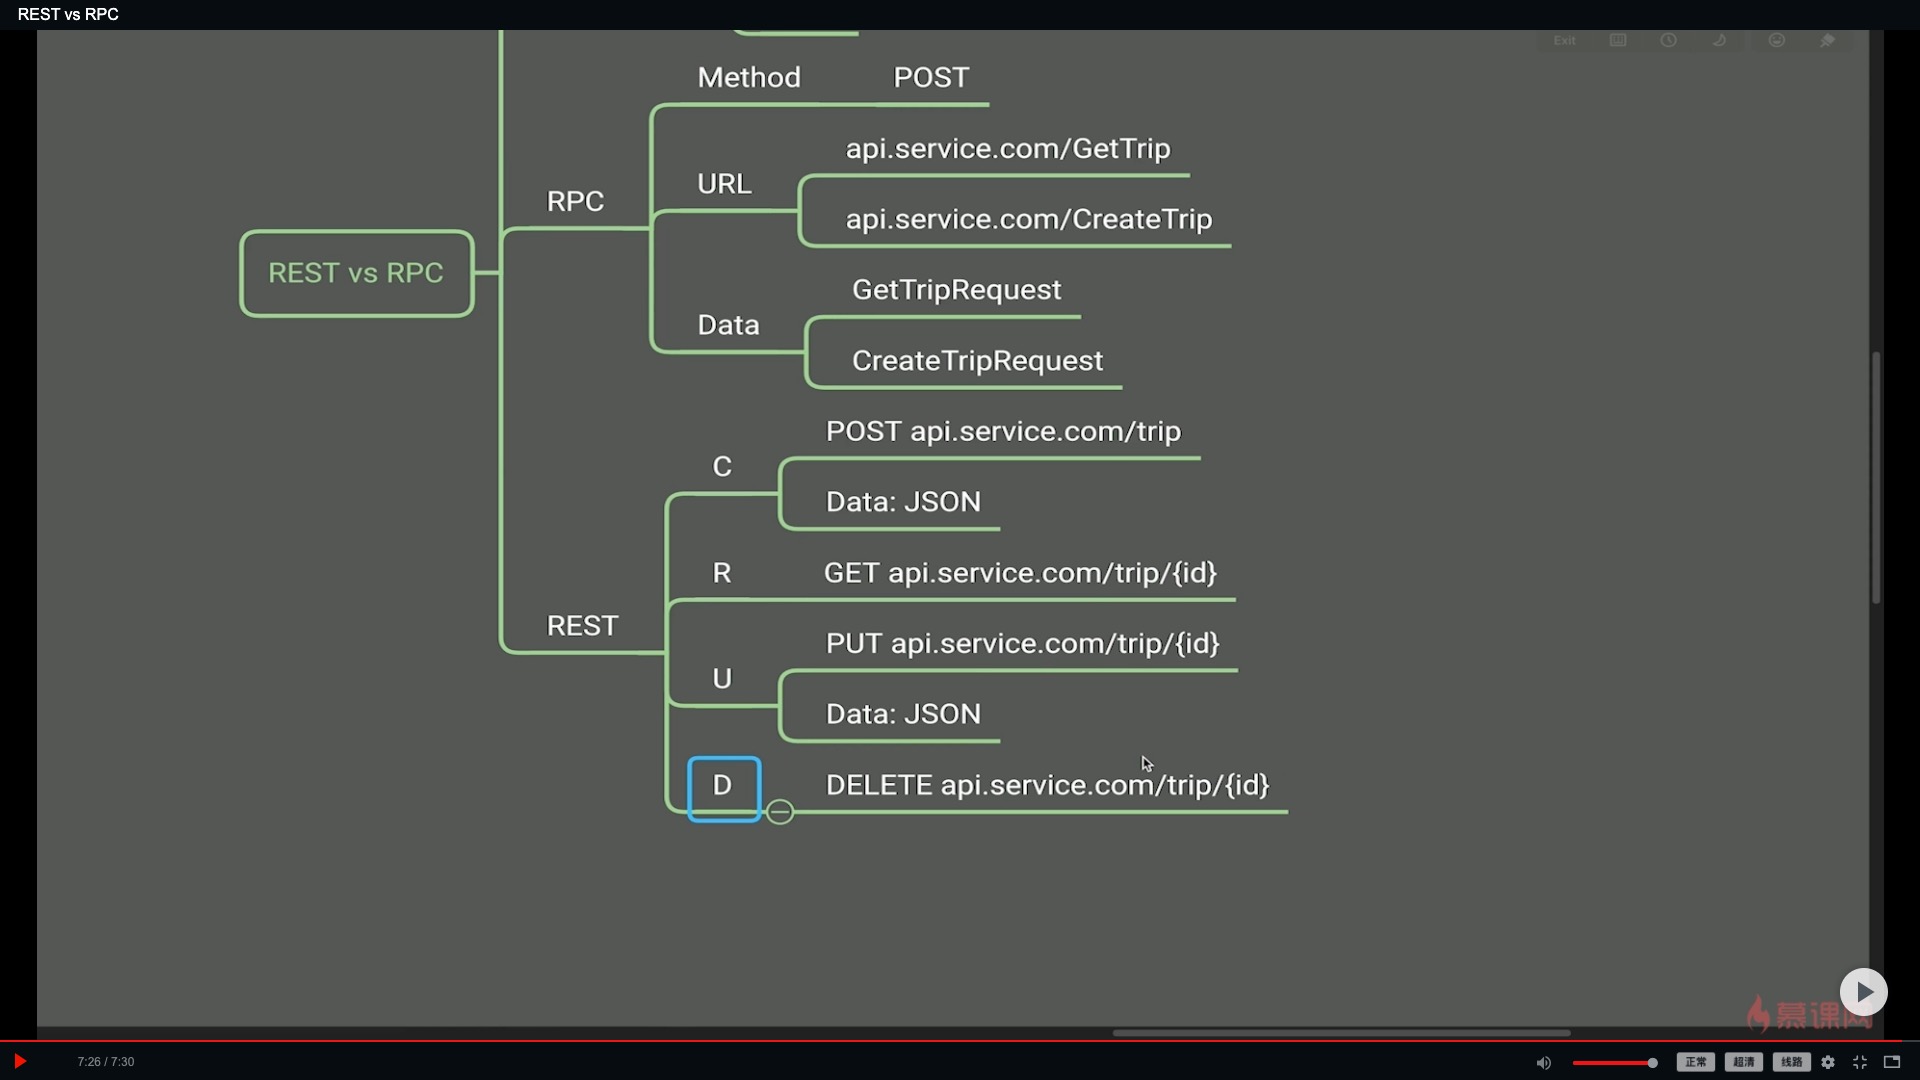 REST vs RPC
Exit
Method POST
api.service.com/GetTrip
URL
RPC
api.service.com/CreateTrip
REST vs RPC
GetTripRequest
Data
CreateTripRequest
POST api.service.com/trip
C
Data: JSON
R GET api.service.com/trip/{id}
REST
PUT api.service.com/trip/{id}
U
Data: JSON
D DELETE api.service.com/trip/{id}
慕课网
7:26 / 7:30
正常 超清 线路